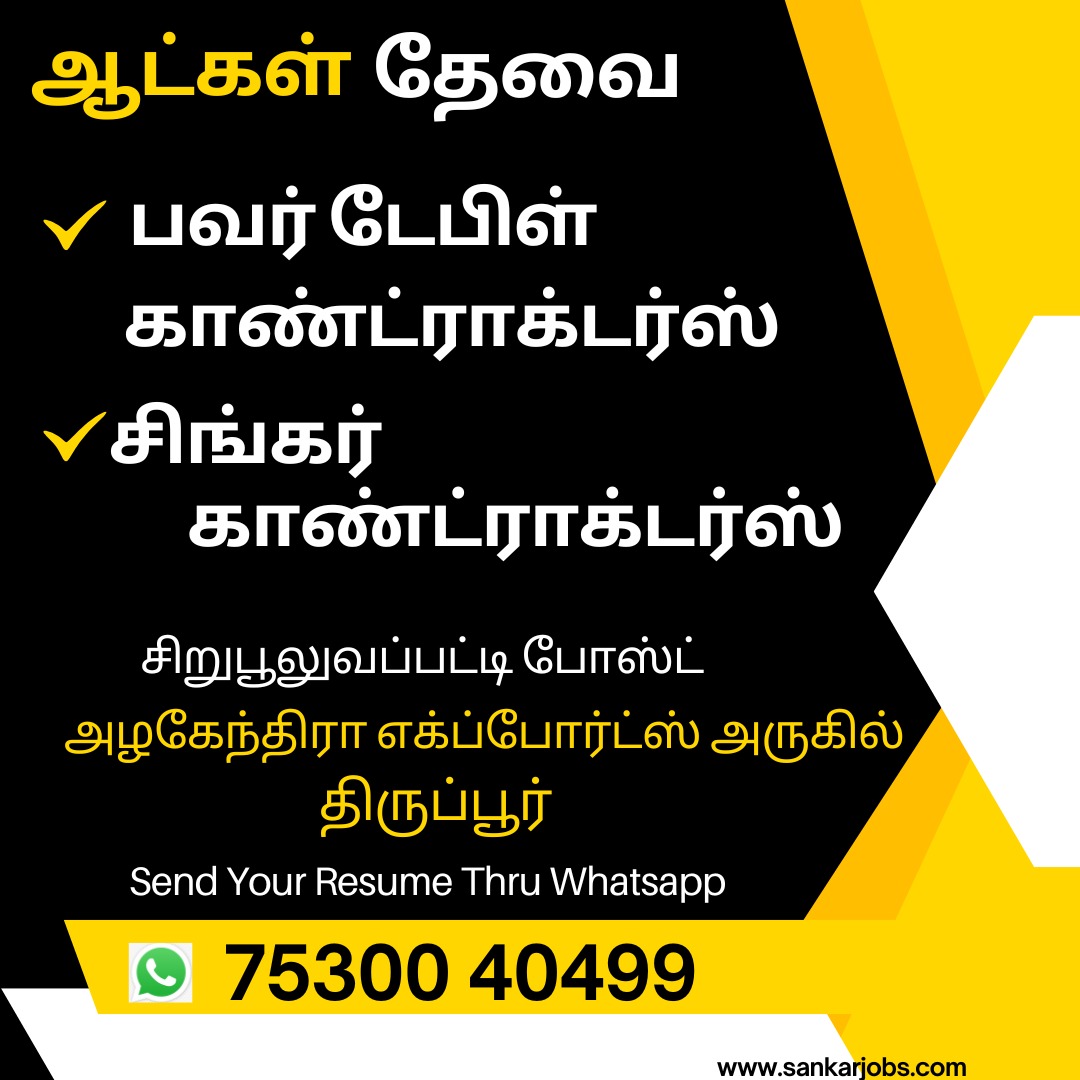 ஆட்கள் தேவை
பவர் டேபிள்
காண்ட்ராக்டர்ஸ்
சிங்கர்
காண்ட்ராக்டர்ஸ்
சிறுபூலுவப்பட்டி போஸ்ட்
அழகேந்திரா எக்ப்போர்ட்ஸ் அருகில்
திருப்பூர்
Send Your Resume Thru Whatsapp
75300 40499
www.sankarjobs.com